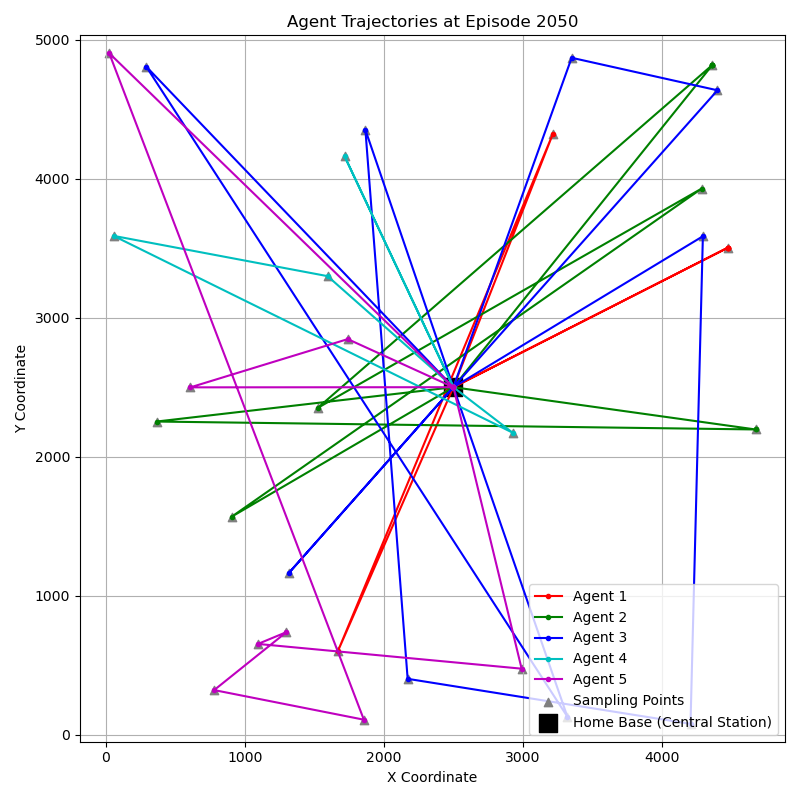 Agent Trajectories at Episode 2050
Y Coordinate
5000
4000
3000
2000
1000
0
0 1000 2000 3000 4000
X Coordinate
Agent 1
Agent 2
Agent 3
Agent 4
Agent 5
Sampling Points
Home Base (Central Station)